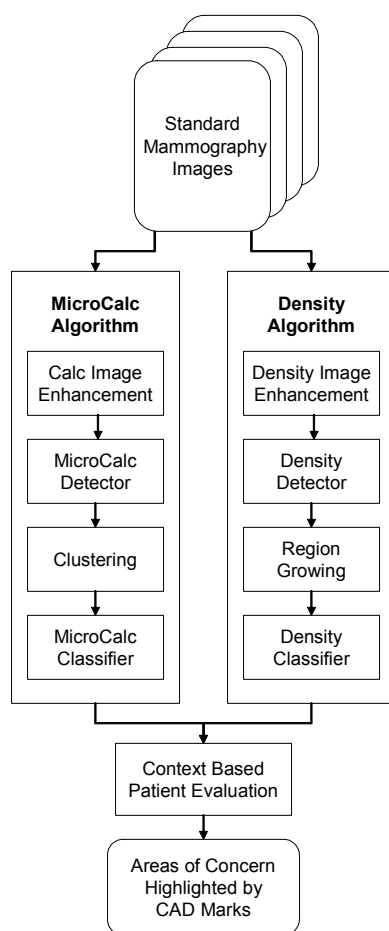 Standard
Mammography
Images
MicroCalc
Algorithm
Calc Image
Enhancement
MicroCalc
Detector
Clustering
MicroCalc
Classifier
Density
Algorithm
Density Image
Enhancement
Density
Detector
Region
Growing
Density
Classifier
Context Based
Patient Evaluation
Areas of Concern
Highlighted by
CAD Marks